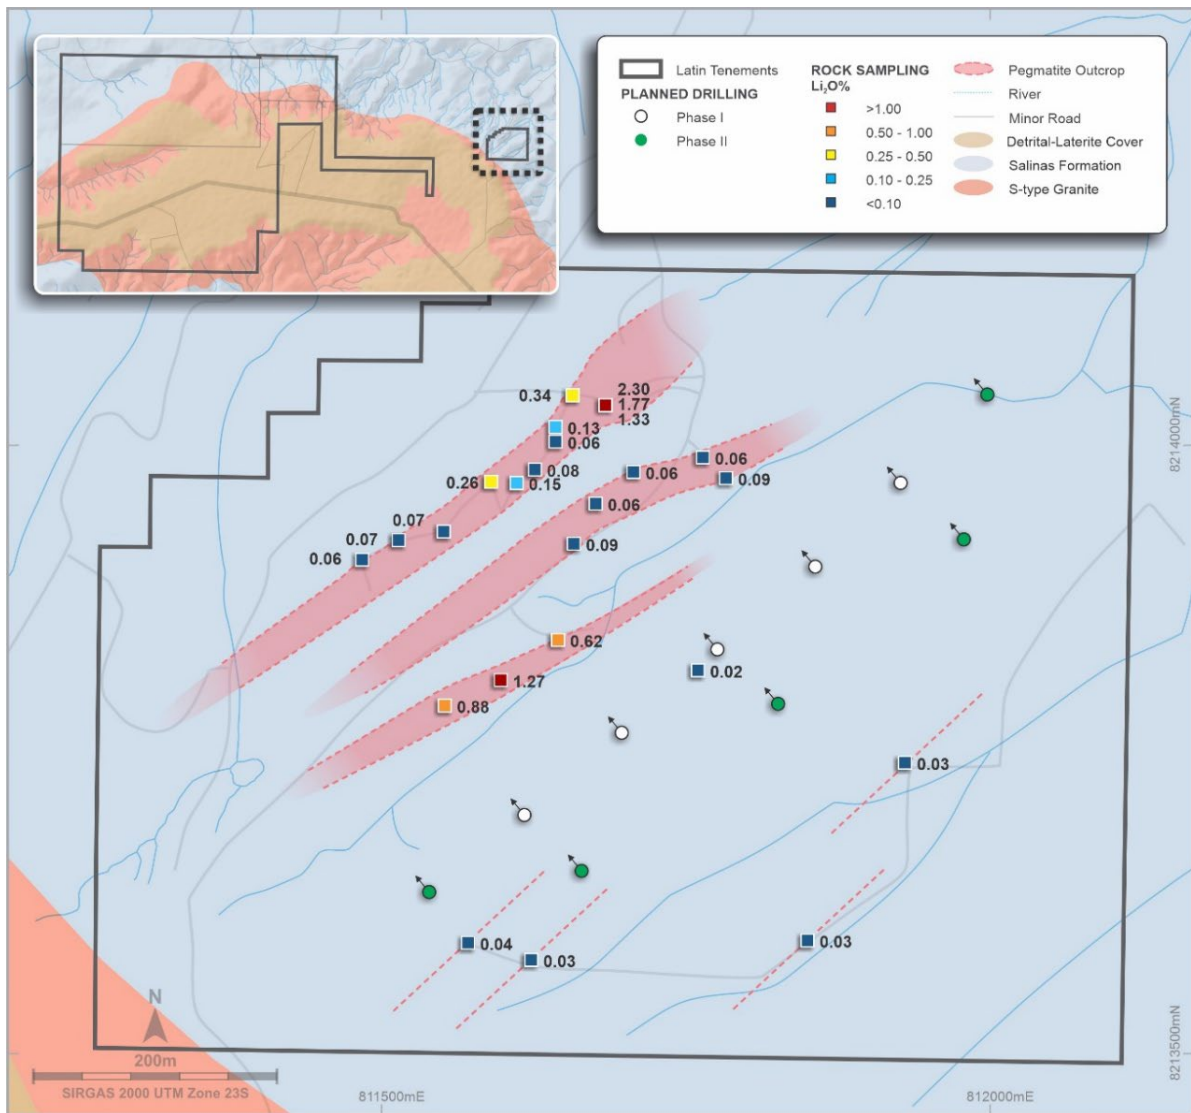 Latin Tenements
PLANNED DRILLING
Phase I
Phase II
ROCK SAMPLING
Li₂O%
>1.00
0.50 - 1.00
0.25 - 0.50
0.10 - 0.25
<0.10
Pegmatite Outcrop
River
Minor Road
Detrital-Laterite Cover
Salinas Formation
S-type Granite
0.34
2.30
1.77
1.33
0.13
0.06
0.08
0.26
0.15
0.07
0.07
0.06
0.06
0.06
0.09
0.06
0.09
0.62
1.27
0.88
0.02
0.03
0.04
0.03
0.03
8214000mN
8213500mN
N
200m
SIRGAS 2000 UTM Zone 23S
811500mE
812000mE